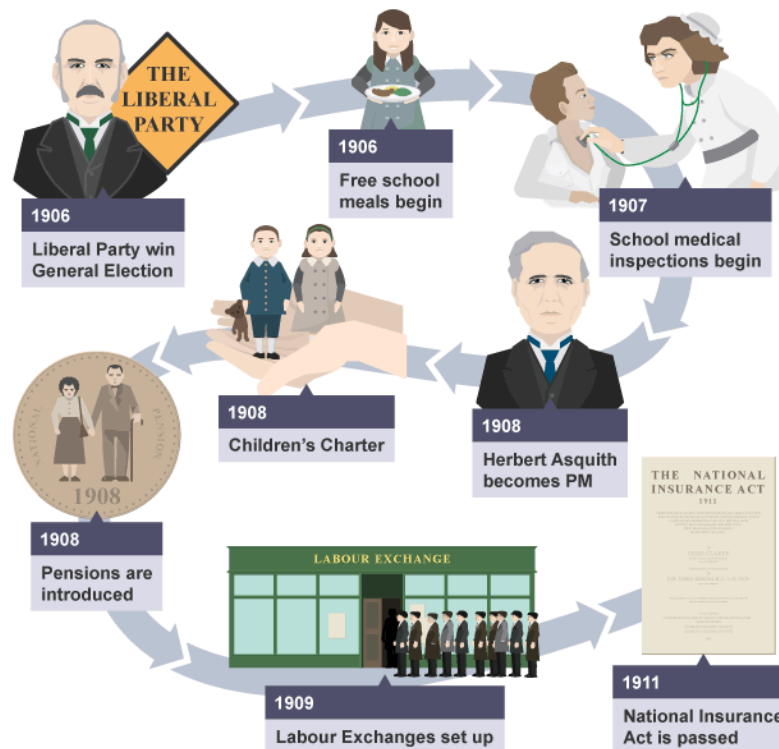 THE
LIBERAL
PARTY
1906
Liberal Party win
General Election
1906
Free school
meals begin
1907
School medical
inspections begin
1908
Herbert Asquith
becomes PM
1908
Children's Charter
NATIONAL
PENSION
1908
1908
Pensions are
introduced
LABOUR EXCHANGE
1909
Labour Exchanges set up
THE NATIONAL
INSURANCE ACT
1911
1911
National Insurance
Act is passed